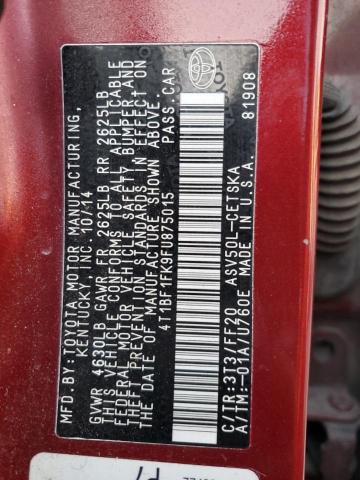 MFD. BY: TOYOTA MOTOR MANUFACTURING,
KENTUCKY, INC. 10/14
GVWR 4630LB GAWR FR 2625LB RR 2625LB
THIS VEHICLE CONFORMS TO ALL APPLICABLE
FEDERAL MOTOR VEHICLE SAFETY, BUMPER, AND
THEFT PREVENTION STANDARDS IN EFFECT ON
THE DATE OF MANUFACTURE SHOWN ABOVE.
4T1BF1FK9FU875015 PASS.CAR
C/TR:3T3/FF20 ASV50L-CETSKA
A/TM:-01A/U760E MADE IN U.S.A. 81908
TOYOTA